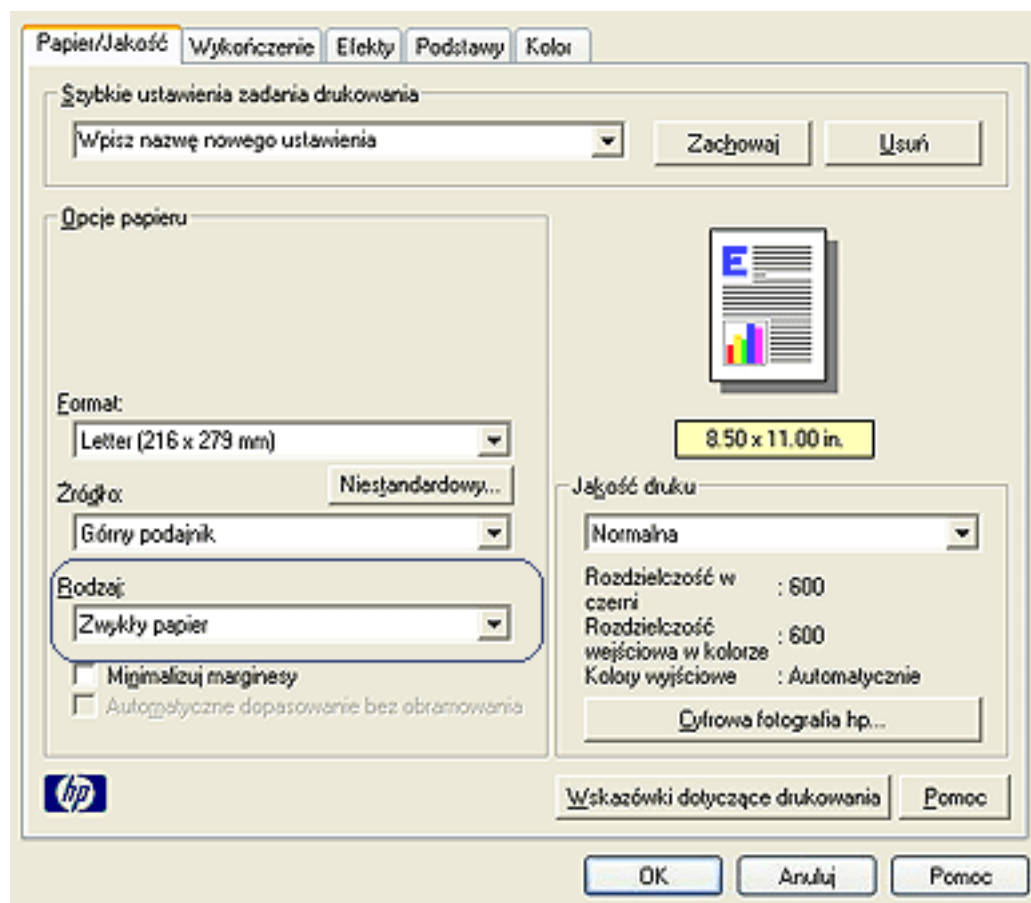 Papier/Jakość Wykończenie Efekty Podstawy Kolor
Szybkie ustawienia zadania drukowania
Wpisz nazwę nowego ustawienia
Zachowaj
Usuń
Opcje papieru
E
Format:
Letter (216 x 279 mm)
8.50 x 11.00 in.
Źródło:
Niestandardowy...
Górny podajnik
Rodzaj:
Zwykły papier
Minimalizuj marginesy
Automatyczne dopasowanie bez obramowania
Jakość druku
Normalna
Rozdzielczość w
czerni
: 600
Rozdzielczość
wejściowa w kolorze
: 600
Kolory wyjściowe : Automatycznie
Cyfrowa fotografia hp...
hp
Wskazówki dotyczące drukowania
Pomoc
OK
Anuluj
Pomoc